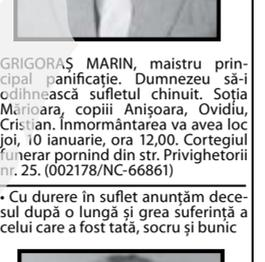 GRIGORAȘ MARIN, maistru prin-
cipal panificație. Dumnezeu să-i
odihnească sufletul chinuit. Soția
Mărioara, copiii Anișoara, Ovidiu,
Cristian. Înmormântarea va avea loc
joi, 10 ianuarie, ora 12,00. Cortegiul
funerar pornind din str. Privighetorii
nr. 25. (002178/NC-66861)
• Cu durere în suflet anunțăm dece-
sul după o lungă și grea suferință a
celui care a fost tată, socru și bunic